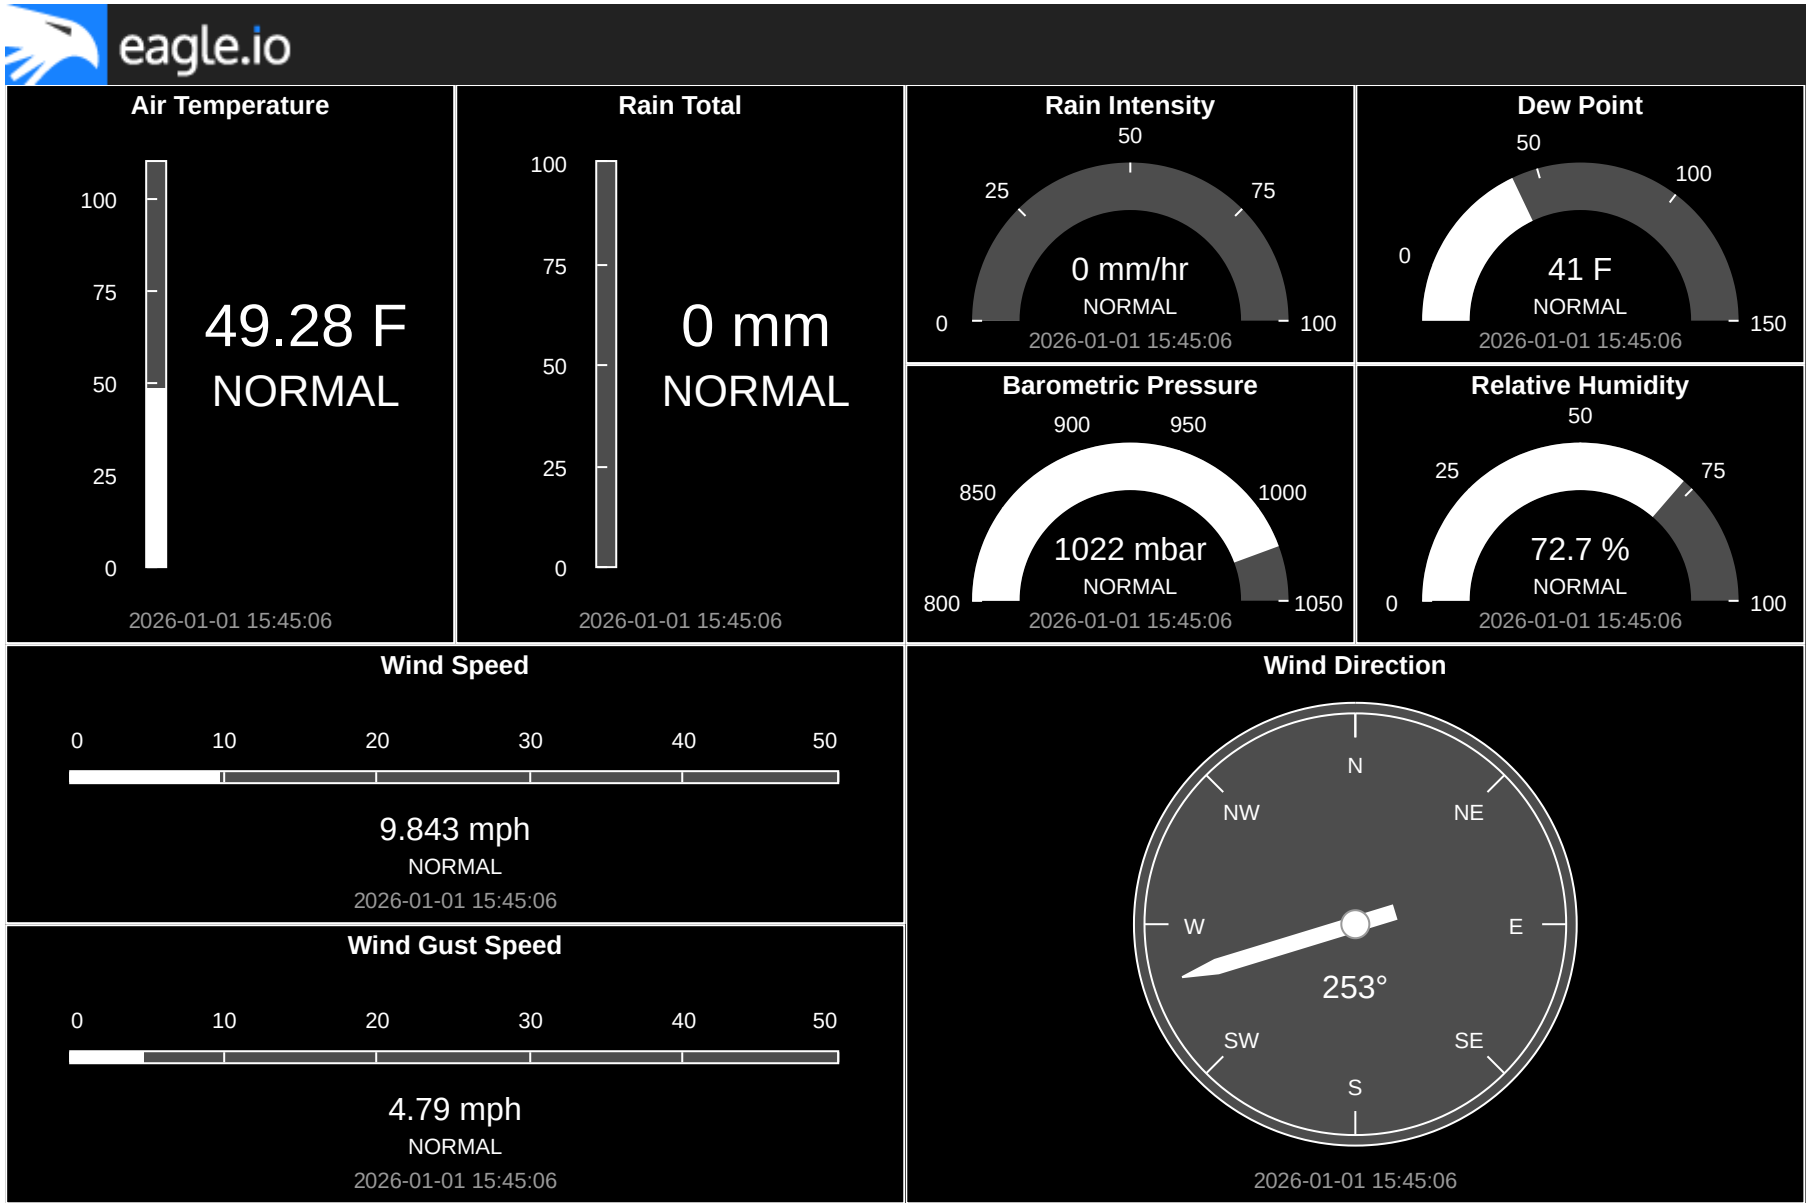 eagle.io
Air Temperature
100
75
50
25
0
49.28 F
NORMAL
2026-01-01 15:45:06
Rain Total
100
75
50
25
0
0 mm
NORMAL
2026-01-01 15:45:06
Rain Intensity
50
25
75
0
100
0 mm/hr
NORMAL
2026-01-01 15:45:06
Dew Point
50
100
0
150
41 F
NORMAL
2026-01-01 15:45:06
Barometric Pressure
900
950
850
1000
800
1050
1022 mbar
NORMAL
2026-01-01 15:45:06
Relative Humidity
50
25
75
0
100
72.7 %
NORMAL
2026-01-01 15:45:06
Wind Speed
0 10 20 30 40 50
9.843 mph
NORMAL
2026-01-01 15:45:06
Wind Gust Speed
0 10 20 30 40 50
4.79 mph
NORMAL
2026-01-01 15:45:06
Wind Direction
N
NW NE
W E
253°
SW SE
S
2026-01-01 15:45:06